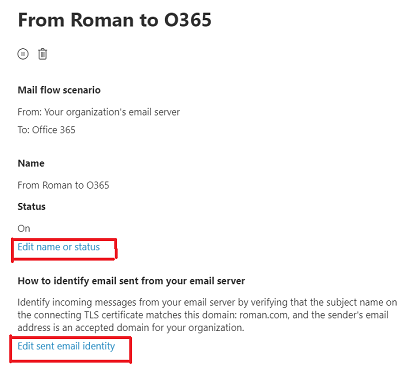 From Roman to O365
Mail flow scenario
From: Your organization's email server
To: Office 365
Name
From Roman to O365
Status
On
Edit name or status
How to identify email sent from your email server
Identify incoming messages from your email server by verifying that the subject name on
the connecting TLS certificate matches this domain: roman.com, and the sender's email
address is an accepted domain for your organization.
Edit sent email identity